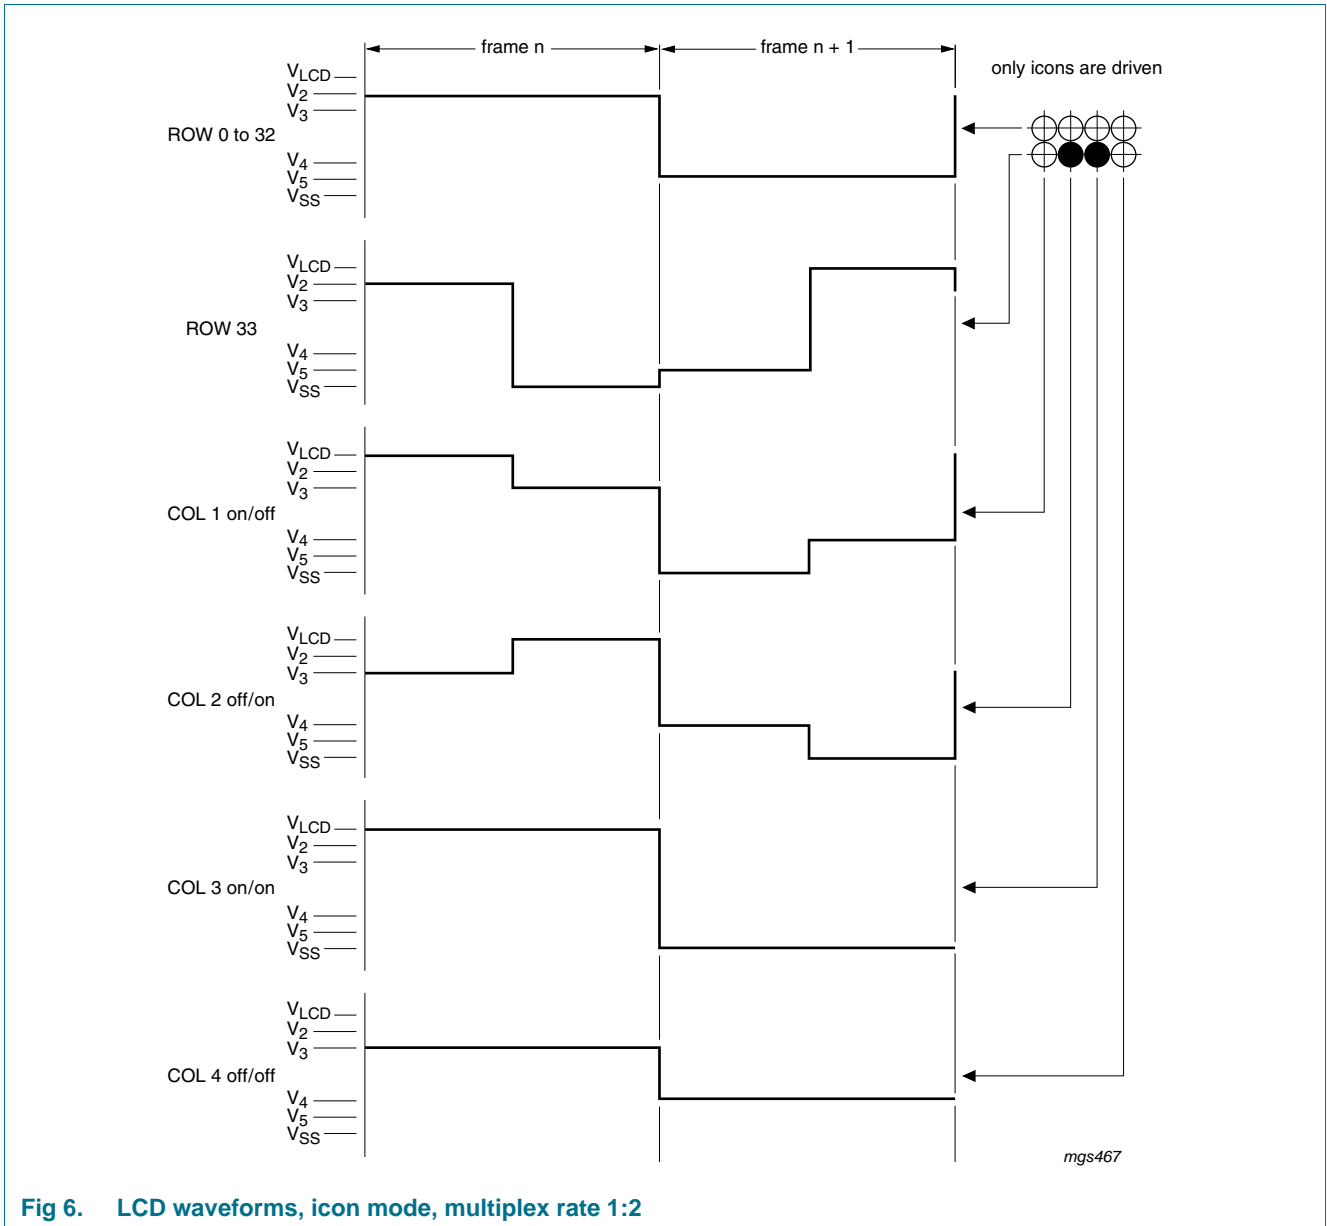 frame n
frame n + 1
only icons are driven
VLCD
V2
V3
ROW 0 to 32
V4
V5
VSS
VLCD
V2
V3
ROW 33
V4
V5
VSS
VLCD
V2
V3
COL 1 on/off
V4
V5
VSS
VLCD
V2
V3
COL 2 off/on
V4
V5
VSS
VLCD
V2
V3
COL 3 on/on
V4
V5
VSS
VLCD
V2
V3
COL 4 off/off
V4
V5
VSS
mgs467
Fig 6. LCD waveforms, icon mode, multiplex rate 1:2